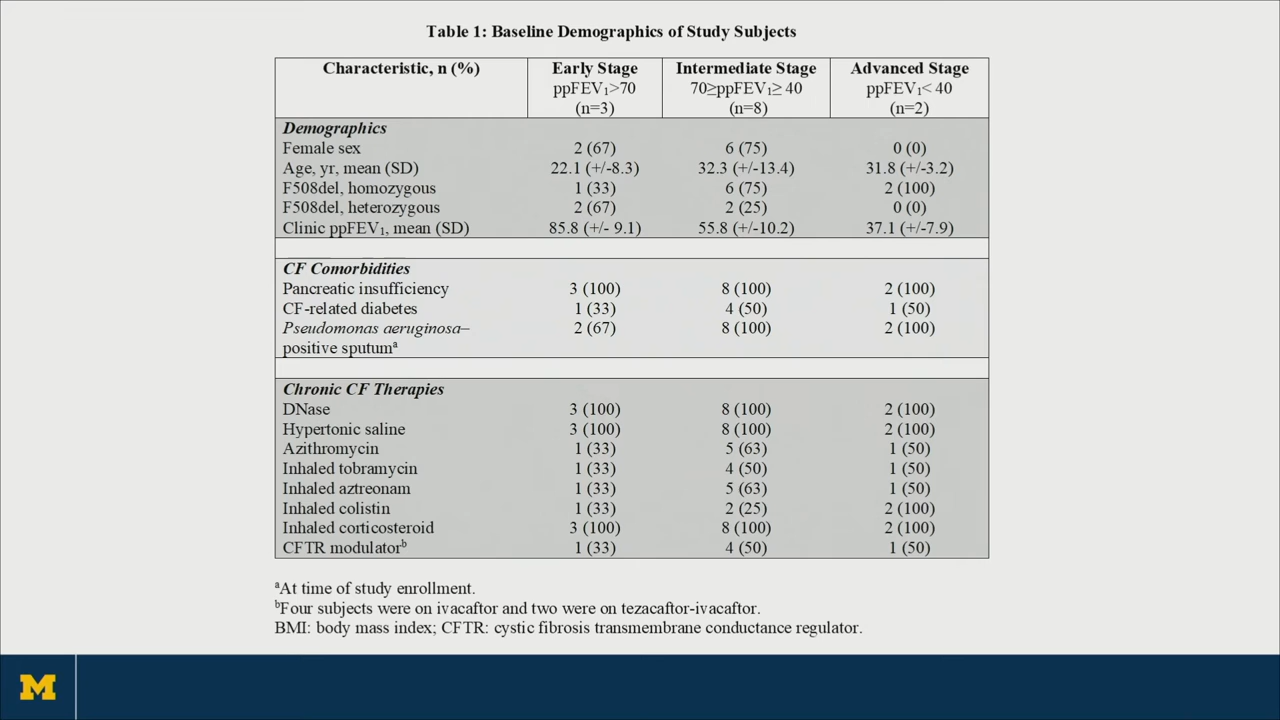 Table 1: Baseline Demographics of Study Subjects
Characteristic, n (%) Early Stage Intermediate Stage Advanced Stage
ppFEV₁>70 70≥ppFEV₁≥ 40 ppFEV₁< 40
(n=3) (n=8) (n=2)
Demographics
Female sex 2 (67) 6 (75) 0 (0)
Age, yr, mean (SD) 22.1 (+/-8.3) 32.3 (+/-13.4) 31.8 (+/-3.2)
F508del, homozygous 1 (33) 6 (75) 2 (100)
F508del, heterozygous 2 (67) 2 (25) 0 (0)
Clinic ppFEV₁, mean (SD) 85.8 (+/- 9.1) 55.8 (+/-10.2) 37.1 (+/-7.9)
CF Comorbidities
Pancreatic insufficiency 3 (100) 8 (100) 2 (100)
CF-related diabetes 1 (33) 4 (50) 1 (50)
Pseudomonas aeruginosa– 2 (67) 8 (100) 2 (100)
positive sputumᵃ
Chronic CF Therapies
DNase 3 (100) 8 (100) 2 (100)
Hypertonic saline 3 (100) 8 (100) 2 (100)
Azithromycin 1 (33) 5 (63) 1 (50)
Inhaled tobramycin 1 (33) 4 (50) 1 (50)
Inhaled aztreonam 1 (33) 5 (63) 1 (50)
Inhaled colistin 1 (33) 2 (25) 2 (100)
Inhaled corticosteroid 3 (100) 8 (100) 2 (100)
CFTR modulatorᵇ 1 (33) 4 (50) 1 (50)
ᵃAt time of study enrollment.
ᵇFour subjects were on ivacaftor and two were on tezacaftor-ivacaftor.
BMI: body mass index; CFTR: cystic fibrosis transmembrane conductance regulator.
M